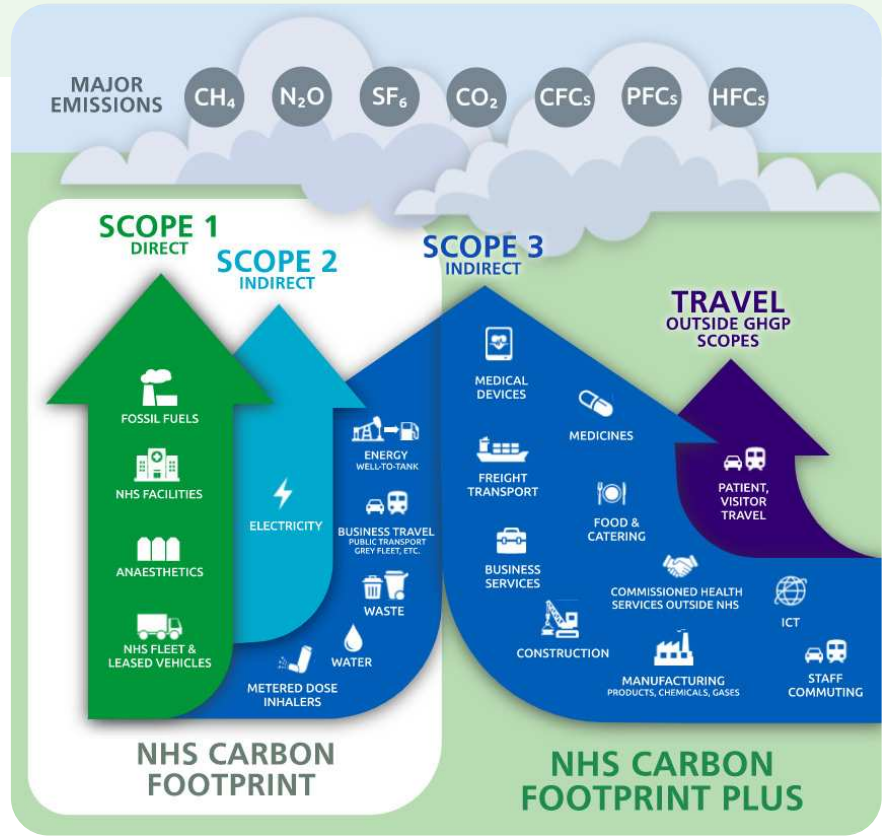 MAJOR
EMISSIONS
CH₄
N₂O
SF₆
CO₂
CFCs
PFCs
HFCs
SCOPE 1
DIRECT
FOSSIL FUELS
NHS FACILITIES
ANAESTHETICS
NHS FLEET &
LEASED VEHICLES
SCOPE 2
INDIRECT
ELECTRICITY
SCOPE 3
INDIRECT
ENERGY
WELL-TO-TANK
BUSINESS TRAVEL
PUBLIC TRANSPORT
GREY FLEET, ETC.
WASTE
WATER
METERED DOSE
INHALERS
MEDICAL
DEVICES
MEDICINES
FREIGHT
TRANSPORT
FOOD &
CATERING
BUSINESS
SERVICES
COMMISSIONED HEALTH
SERVICES OUTSIDE NHS
ICT
CONSTRUCTION
MANUFACTURING
PRODUCTS, CHEMICALS, GASES
STAFF
COMMUTING
TRAVEL
OUTSIDE GHGP
SCOPES
PATIENT,
VISITOR
TRAVEL
NHS CARBON
FOOTPRINT
NHS CARBON
FOOTPRINT PLUS